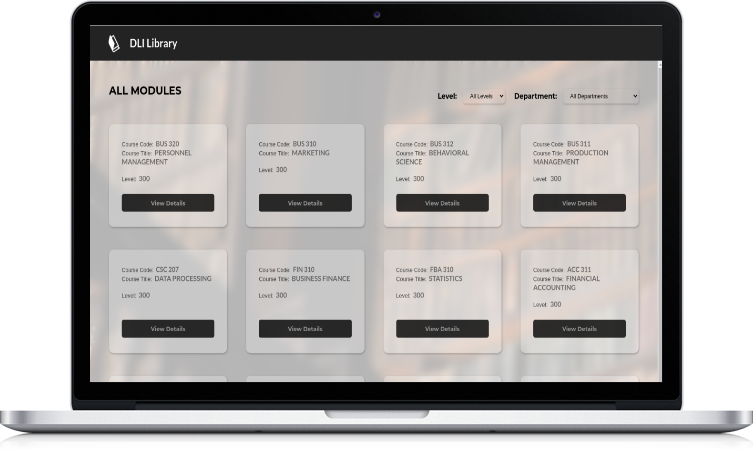 DLI Library
ALL MODULES
Level: All Levels Department: All Departments
Course Code: BUS 320
Course Title: PERSONNEL
MANAGEMENT
Level: 300
View Details
Course Code: BUS 310
Course Title: MARKETING
Level: 300
View Details
Course Code: BUS 312
Course Title: BEHAVIORAL
SCIENCE
Level: 300
View Details
Course Code: BUS 311
Course Title: PRODUCTION
MANAGEMENT
Level: 300
View Details
Course Code: CSC 207
Course Title: DATA PROCESSING
Level: 300
View Details
Course Code: FIN 310
Course Title: BUSINESS FINANCE
Level: 300
View Details
Course Code: FBA 310
Course Title: STATISTICS
Level: 300
View Details
Course Code: ACC 311
Course Title: FINANCIAL
ACCOUNTING
Level: 300
View Details